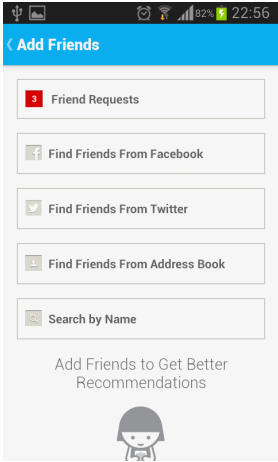 82% 22:56
Add Friends
3 Friend Requests
Find Friends From Facebook
Find Friends From Twitter
Find Friends From Address Book
Search by Name
Add Friends to Get Better
Recommendations